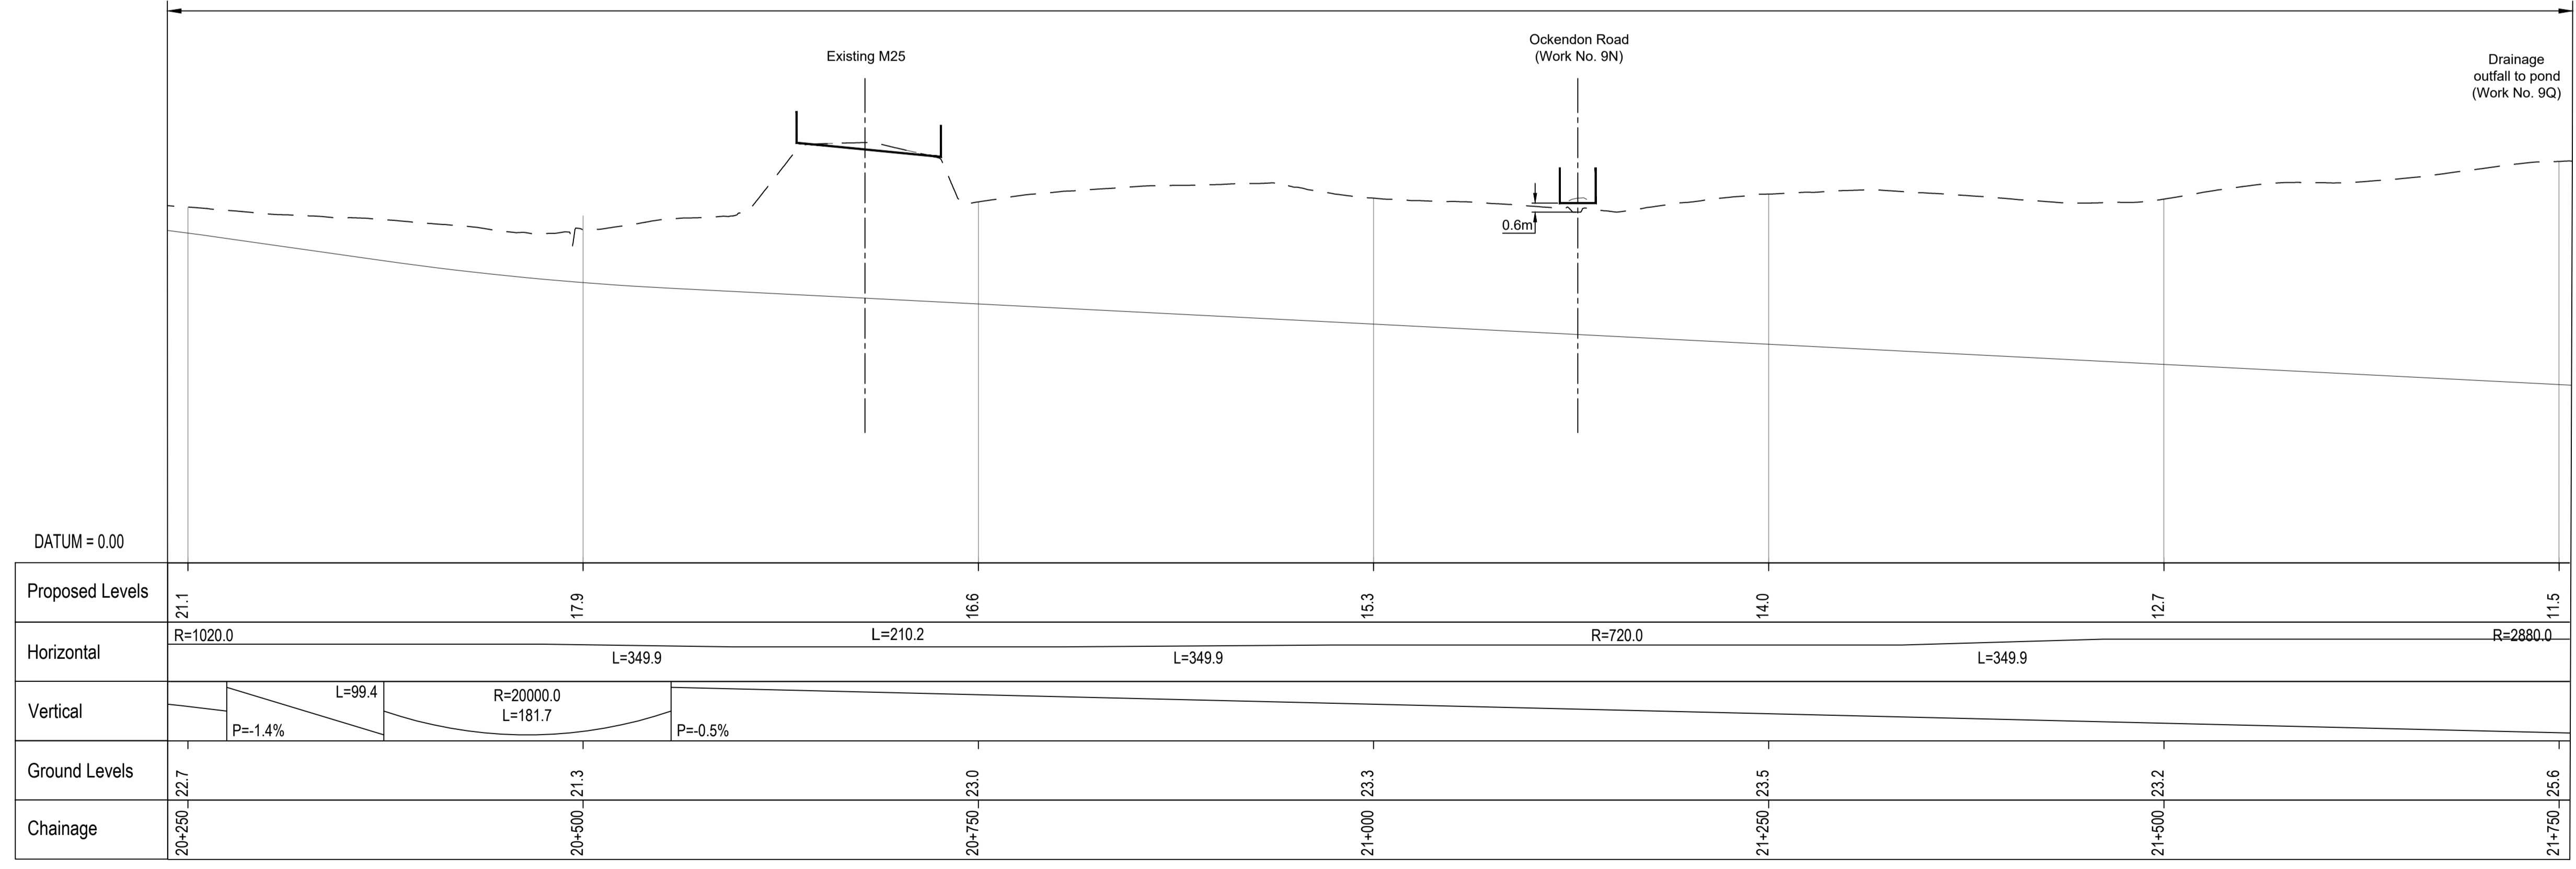 Existing M25
Ockendon Road
(Work No. 9N)
Drainage
outfall to pond
(Work No. 9Q)
0.6m
DATUM = 0.00
Proposed Levels
21.1
17.9
16.6
15.3
14.0
12.7
11.5
Horizontal
R=1020.0
L=349.9
L=210.2
L=349.9
R=720.0
L=349.9
R=2880.0
Vertical
P=-1.4%
L=99.4
R=20000.0
L=181.7
P=-0.5%
Ground Levels
22.7
21.3
23.0
23.3
23.5
23.2
25.6
Chainage
20+250
20+500
20+750
21+000
21+250
21+500
21+750